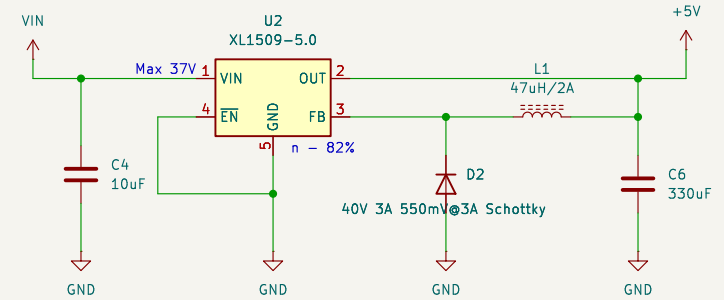 VIN
U2
XL1509-5.0
+5V
Max 37V
1
VIN
OUT
2
L1
47uH/2A
4
EN
GND
FB
3
5
n - 82%
C4
10uF
D2
40V 3A 550mV@3A Schottky
C6
330uF
GND
GND
GND
GND